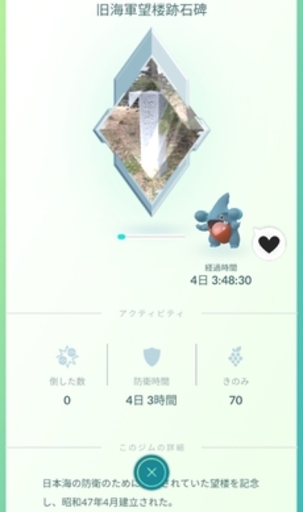 旧海軍望楼跡石碑
経過時間
4日 3:48:30
アクティビティ
倒した数
防衛時間
きのみ
0
4日 3時間
70
このジムの詳細
日本海の防衛のために されていた望楼を記念
し、昭和47年4月建立された。